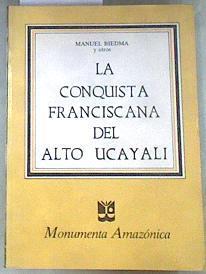 MANUEL BIEDMA
y otros
LA
CONQUISTA
FRANCISCANA
DEL
ALTO UCAYALI
Monumenta Amazónica